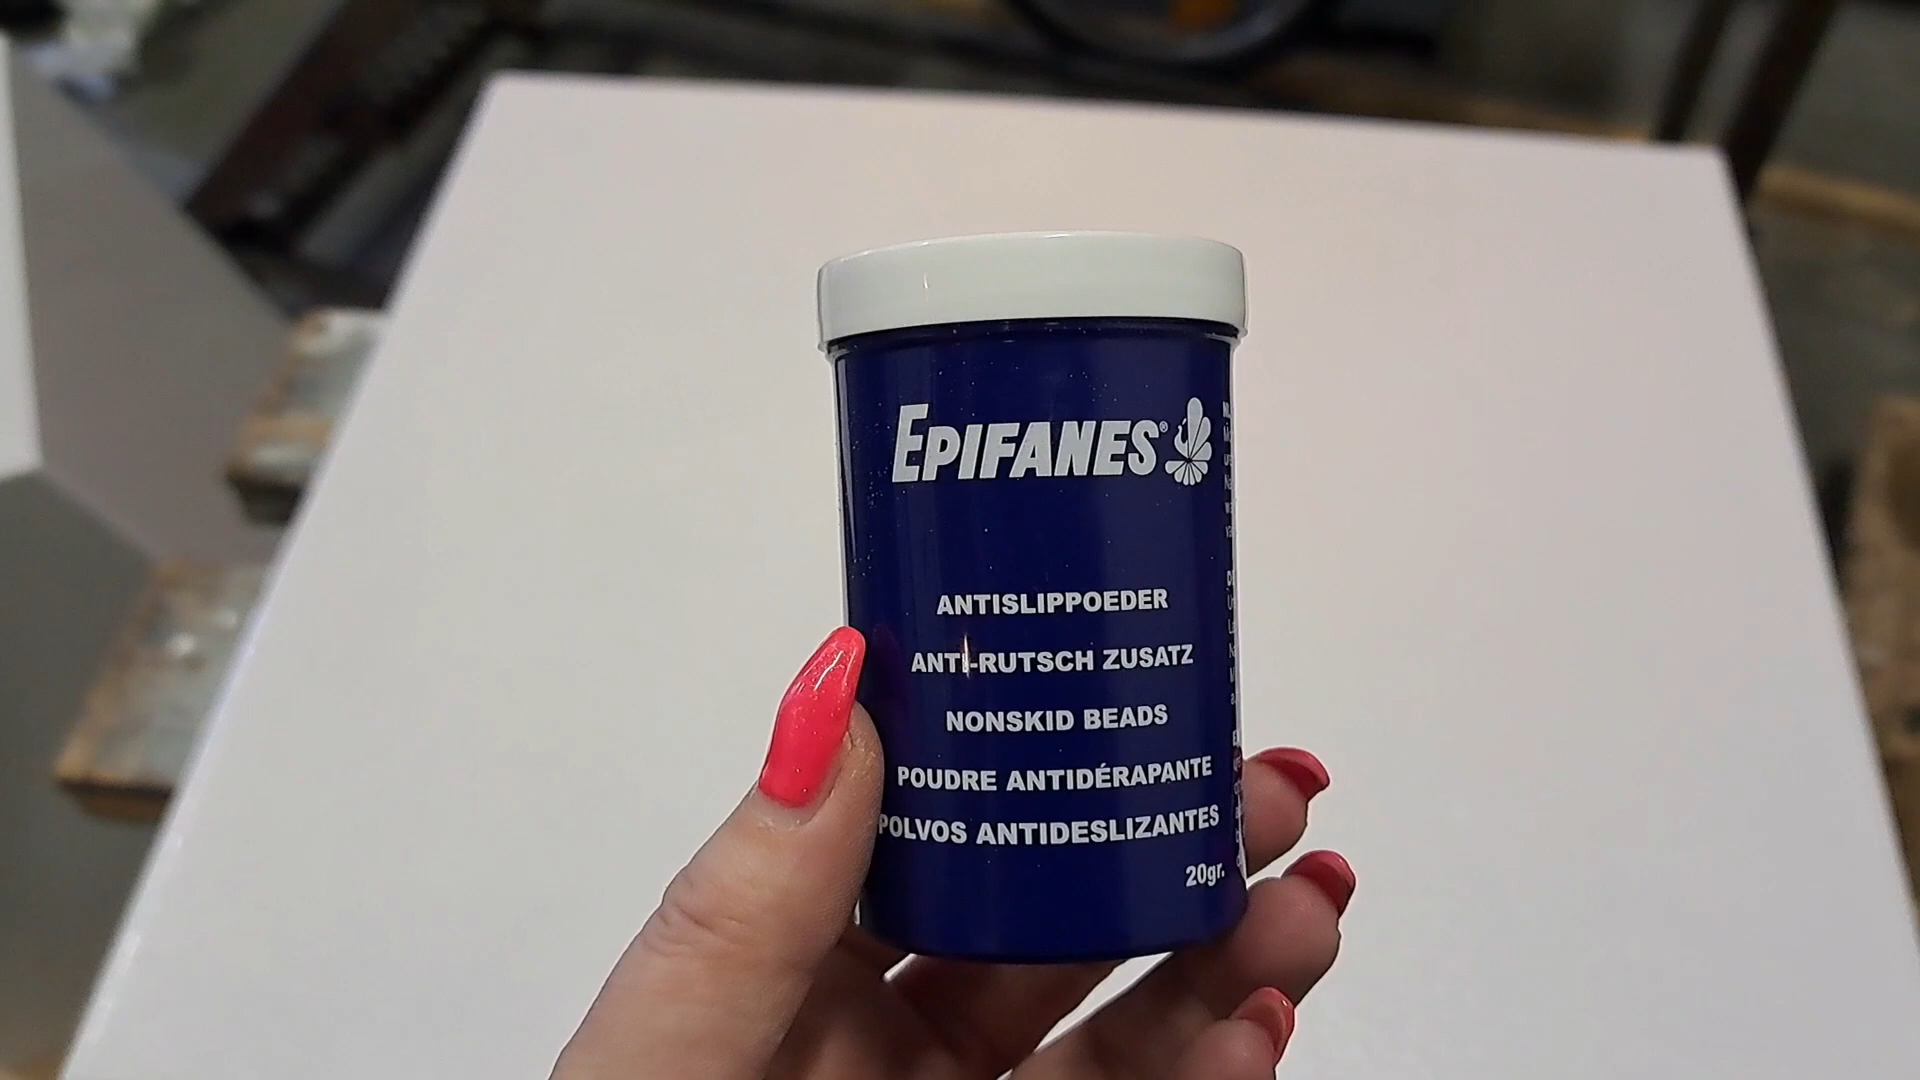 EPIFANES®
ANTISLIPPOEDER
ANTI-RUTSCH ZUSATZ
NONSKID BEADS
POUDRE ANTIDÉRAPANTE
POLVOS ANTIDESLIZANTES
20gr.